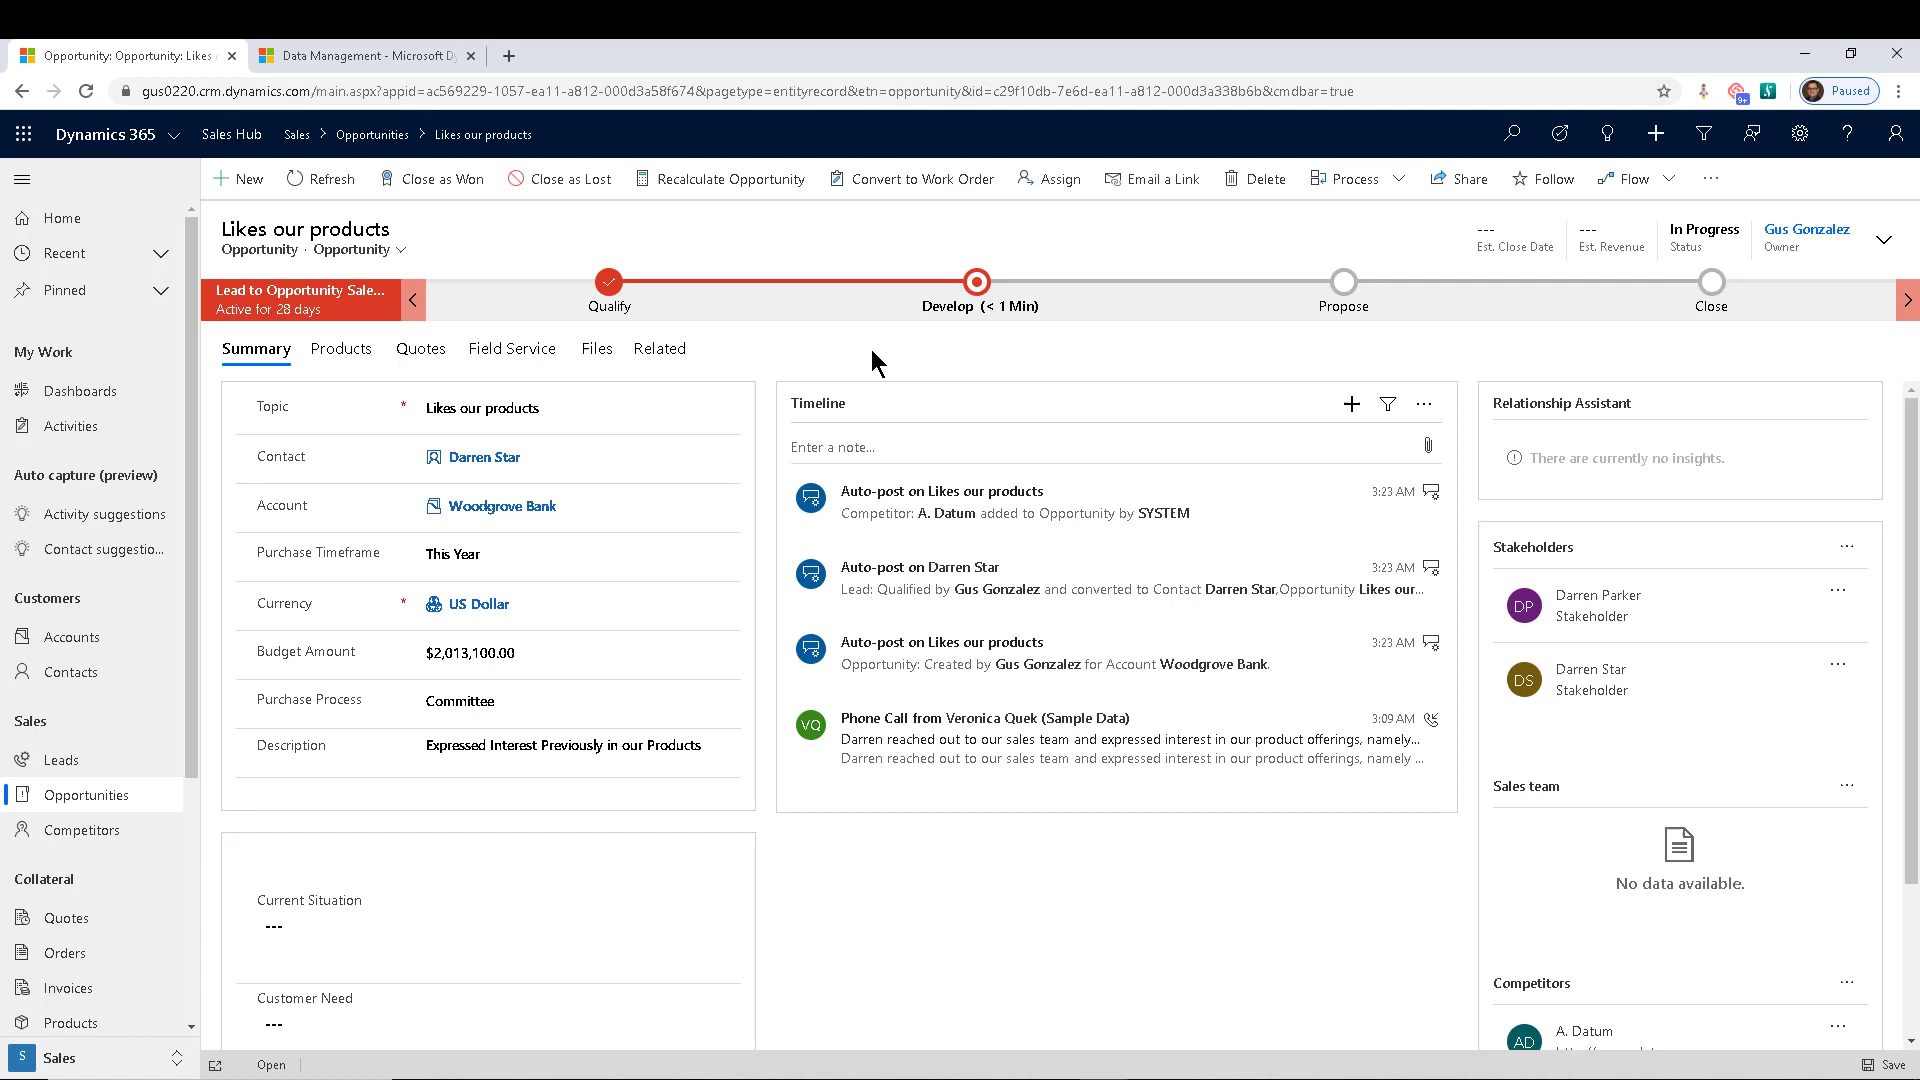 Opportunity: Opportunity: Likes
Data Management - Microsoft Dy
gus0220.crm.dynamics.com/main.aspx?appid=ac569229-1057-ea11-a812-000d3a58f674&pagetype=entityrecord&etn=opportunity&id=c29f10db-7e6d-ea11-a812-000d3a338b6b&cmdbar=true
9+
Paused
Dynamics 365
Sales Hub
Sales > Opportunities > Likes our products
New
Refresh
Close as Won
Close as Lost
Recalculate Opportunity
Convert to Work Order
Assign
Email a Link
Delete
Process
Share
Follow
Flow
Home
Recent
Pinned
My Work
Dashboards
Activities
Auto capture (preview)
Activity suggestions
Contact suggestio...
Customers
Accounts
Contacts
Sales
Leads
Opportunities
Competitors
Collateral
Quotes
Orders
Invoices
Products
S Sales
Likes our products
Opportunity · Opportunity
---
Est. Close Date
---
Est. Revenue
In Progress
Status
Gus Gonzalez
Owner
Lead to Opportunity Sale...
Active for 28 days
Qualify
Develop (< 1 Min)
Propose
Close
Summary
Products
Quotes
Field Service
Files
Related
Topic * Likes our products
Contact Darren Star
Account Woodgrove Bank
Purchase Timeframe This Year
Currency * US Dollar
Budget Amount $2,013,100.00
Purchase Process Committee
Description Expressed Interest Previously in our Products
Current Situation
---
Customer Need
---
Timeline
Enter a note...
Auto-post on Likes our products 3:23 AM
Competitor: A. Datum added to Opportunity by SYSTEM
Auto-post on Darren Star 3:23 AM
Lead: Qualified by Gus Gonzalez and converted to Contact Darren Star,Opportunity Likes our...
Auto-post on Likes our products 3:23 AM
Opportunity: Created by Gus Gonzalez for Account Woodgrove Bank.
VQ
Phone Call from Veronica Quek (Sample Data) 3:09 AM
Darren reached out to our sales team and expressed interest in our product offerings, namely...
Darren reached out to our sales team and expressed interest in our product offerings, namely ...
Relationship Assistant
There are currently no insights.
Stakeholders
DP
Darren Parker
Stakeholder
DS
Darren Star
Stakeholder
Sales team
No data available.
Competitors
AD
A. Datum
Open
Save